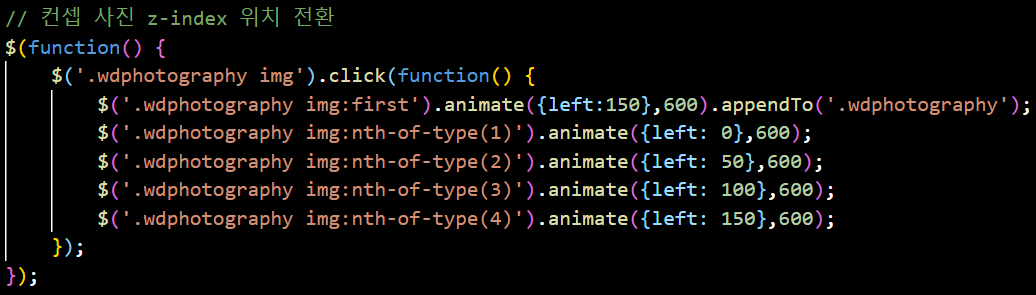 // 컨셉 사진 z-index 위치 전환
$(function() {
    $('.wdphotography img').click(function() {
        $('.wdphotography img:first').animate({left:150},600).appendTo('.wdphotography');
        $('.wdphotography img:nth-of-type(1)').animate({left: 0},600);
        $('.wdphotography img:nth-of-type(2)').animate({left: 50},600);
        $('.wdphotography img:nth-of-type(3)').animate({left: 100},600);
        $('.wdphotography img:nth-of-type(4)').animate({left: 150},600);
    });
});